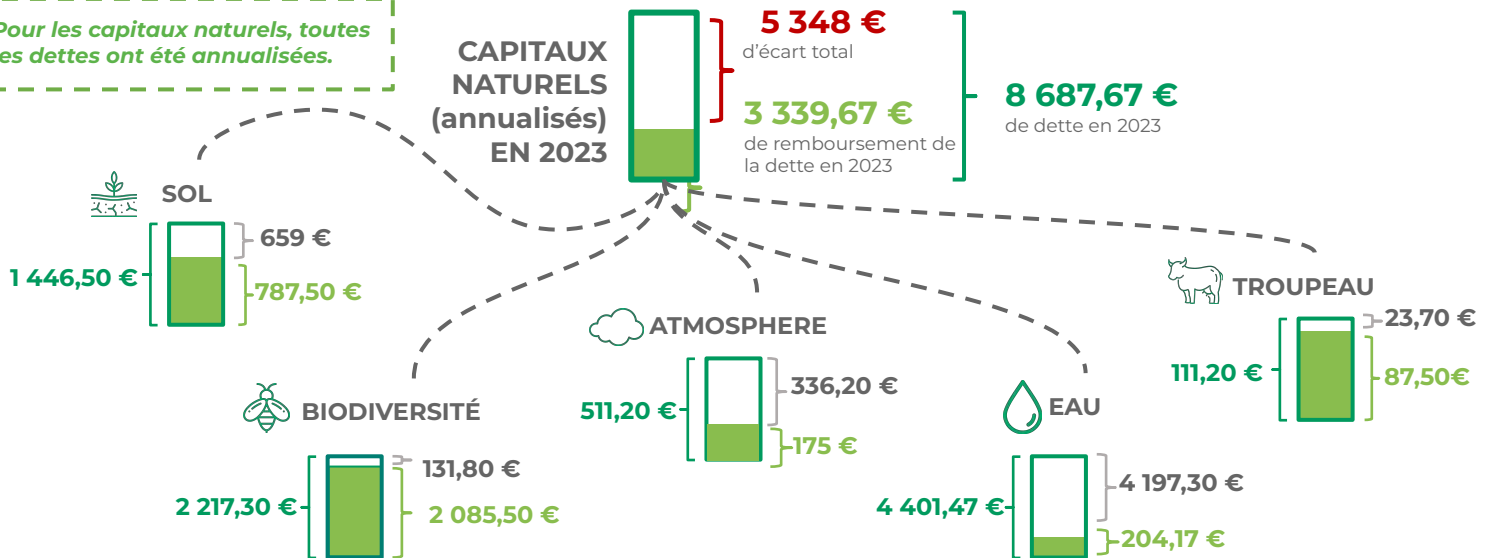 Pour les capitaux naturels, toutes
les dettes ont été annualisées.
CAPITAUX
NATURELS
(annualisés)
EN 2023
5 348 €
d'écart total
3 339,67 €
de remboursement de
la dette en 2023
8 687,67 €
de dette en 2023
SOL
659 €
1 446,50 €
787,50 €
BIODIVERSITÉ
131,80 €
2 217,30 €
2 085,50 €
ATMOSPHERE
336,20 €
511,20 €
175 €
EAU
4 197,30 €
4 401,47 €
204,17 €
TROUPEAU
23,70 €
111,20 €
87,50€